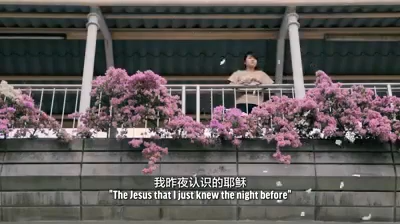 我昨夜认识的耶稣
"The Jesus that I just knew the night before"